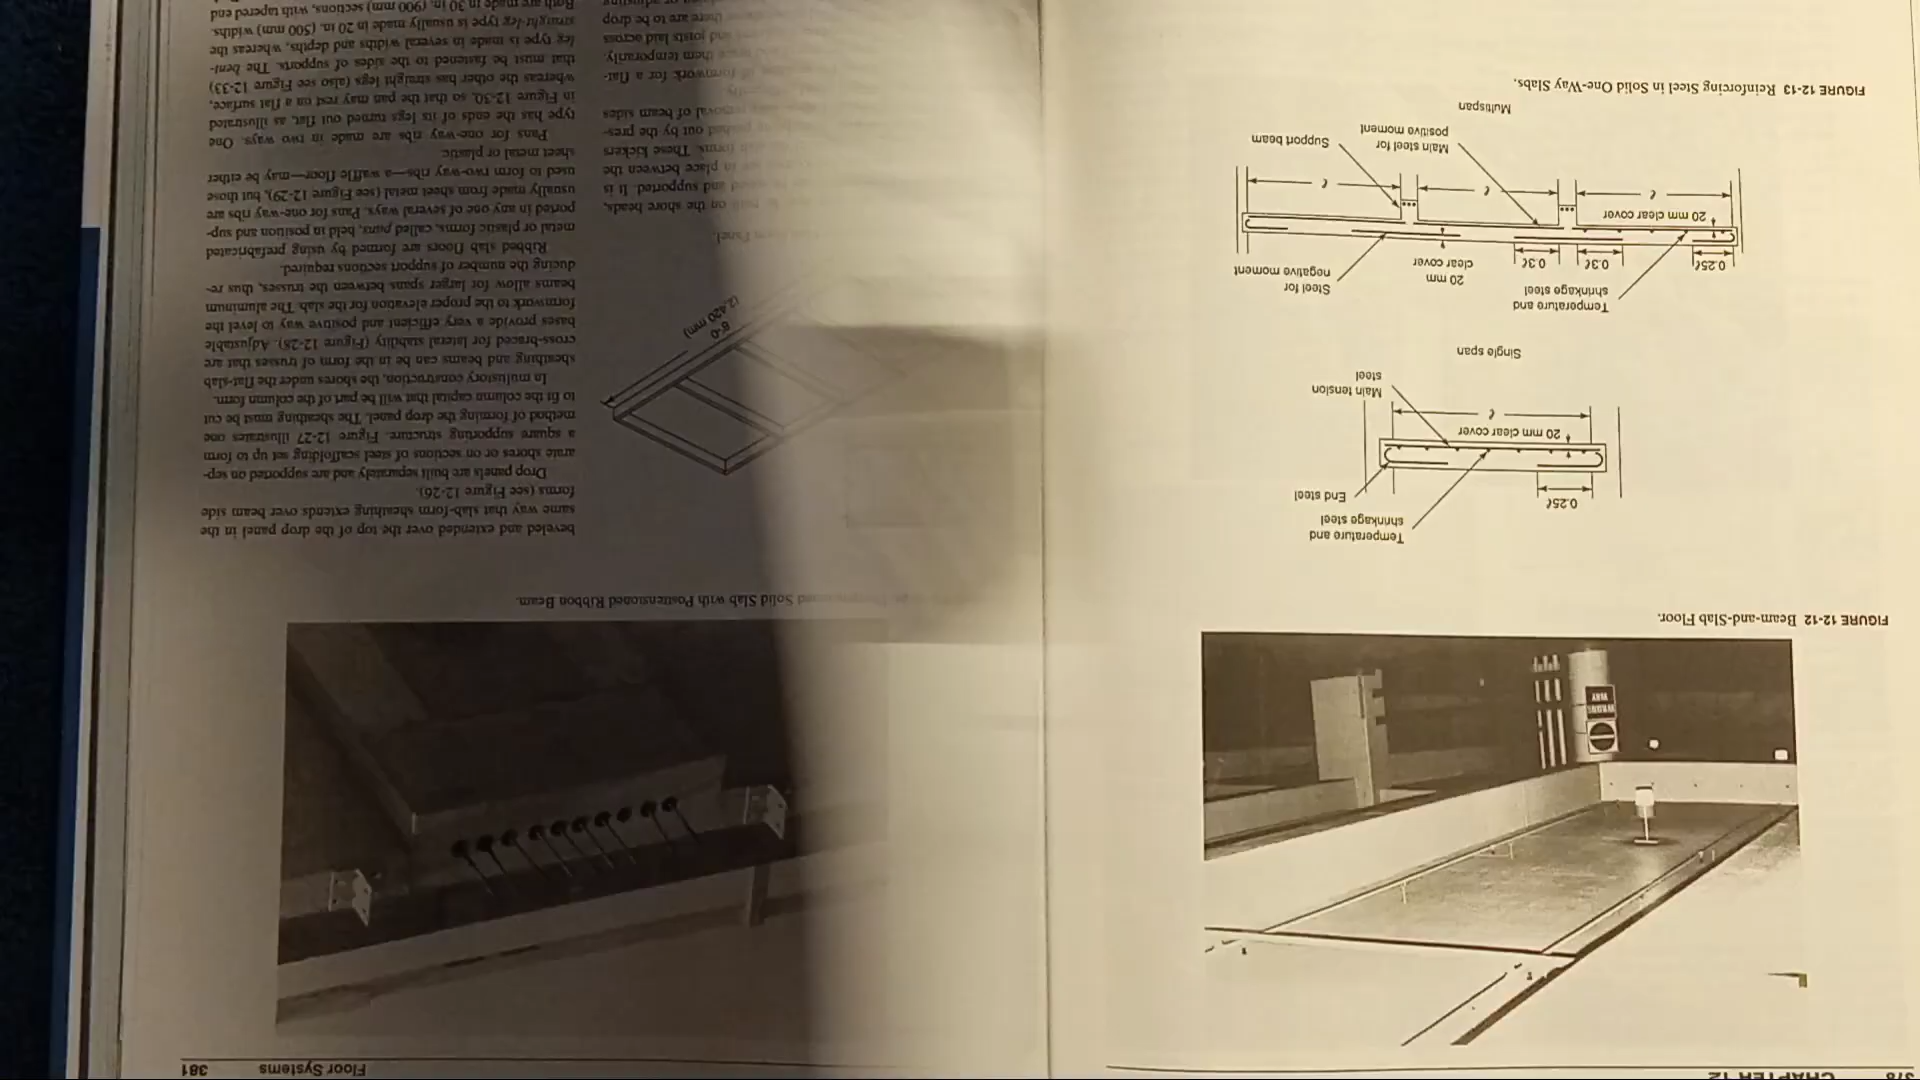 378 CHAPTER 12
FIGURE 12-12 Beam-and-Slab Floor.
Temperature and
shrinkage steel
End steel
0.25ℓ
20 mm clear cover
ℓ
Main tension
steel
Single span
Temperature and
shrinkage steel
Steel for
negative moment
20 mm
clear cover
0.25ℓ
0.3ℓ
0.3ℓ
20 mm clear cover
ℓ
ℓ
ℓ
Main steel for
positive moment
Support beam
Multispan
FIGURE 12-13 Reinforcing Steel in Solid One-Way Slabs.
Floor Systems 381
Solid Slab with Posttensioned Ribbon Beam.
8'-0"
(2,420 mm)
Panel.
on the shore heads,
and supported. It is
in place between the
forms. These kickers
pushed out by the pres-
removal of beam sides
formwork for a flat-
them temporarily.
and joists laid across
there are to be drop
beveled and extended over the top of the drop panel in the
same way that slab-form sheathing extends over beam side
forms (see Figure 12-26).
Drop panels are built separately and are supported on sep-
arate shores or on sections of steel scaffolding set up to form
a square supporting structure. Figure 12-27 illustrates one
method of forming the drop panel. The sheathing must be cut
to fit the column capital that will be part of the column form.
In multistory construction, the shores under the flat-slab
sheathing and beams can be in the form of trusses that are
cross-braced for lateral stability (Figure 12-28). Adjustable
bases provide a very efficient and positive way to level the
formwork to the proper elevation for the slab. The aluminum
beams allow for larger spans between the trusses, thus re-
ducing the number of support sections required.
Ribbed slab floors are formed by using prefabricated
metal or plastic forms, called pans, held in position and sup-
ported in any one of several ways. Pans for one-way ribs are
usually made from sheet metal (see Figure 12-29), but those
used to form two-way ribs—a waffle floor—may be either
sheet metal or plastic.
Pans for one-way ribs are made in two ways. One
type has the ends of its legs turned out flat, as illustrated
in Figure 12-30, so that the pan may rest on a flat surface,
whereas the other has straight legs (also see Figure 12-33)
that must be fastened to the sides of supports. The bent-
leg type is made in several widths and depths, whereas the
straight-leg type is usually made in 20 in. (500 mm) widths.
Both are made in 30 in. (900 mm) sections, with tapered end